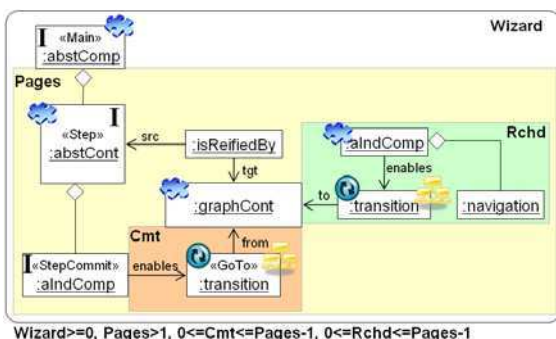 Wizard
I
«Main»
:abstComp
Pages
I
«Step»
:abstCont
src
:isReifiedBy
tgt
:graphCont
Rchd
:aIndComp
enables
to
:transition
:navigation
Cmt
from
I
«StepCommit»
:aIndComp
enables
«GoTo»
:transition
Wizard>=0, Pages>1, 0<=Cmt<=Pages-1, 0<=Rchd<=Pages-1